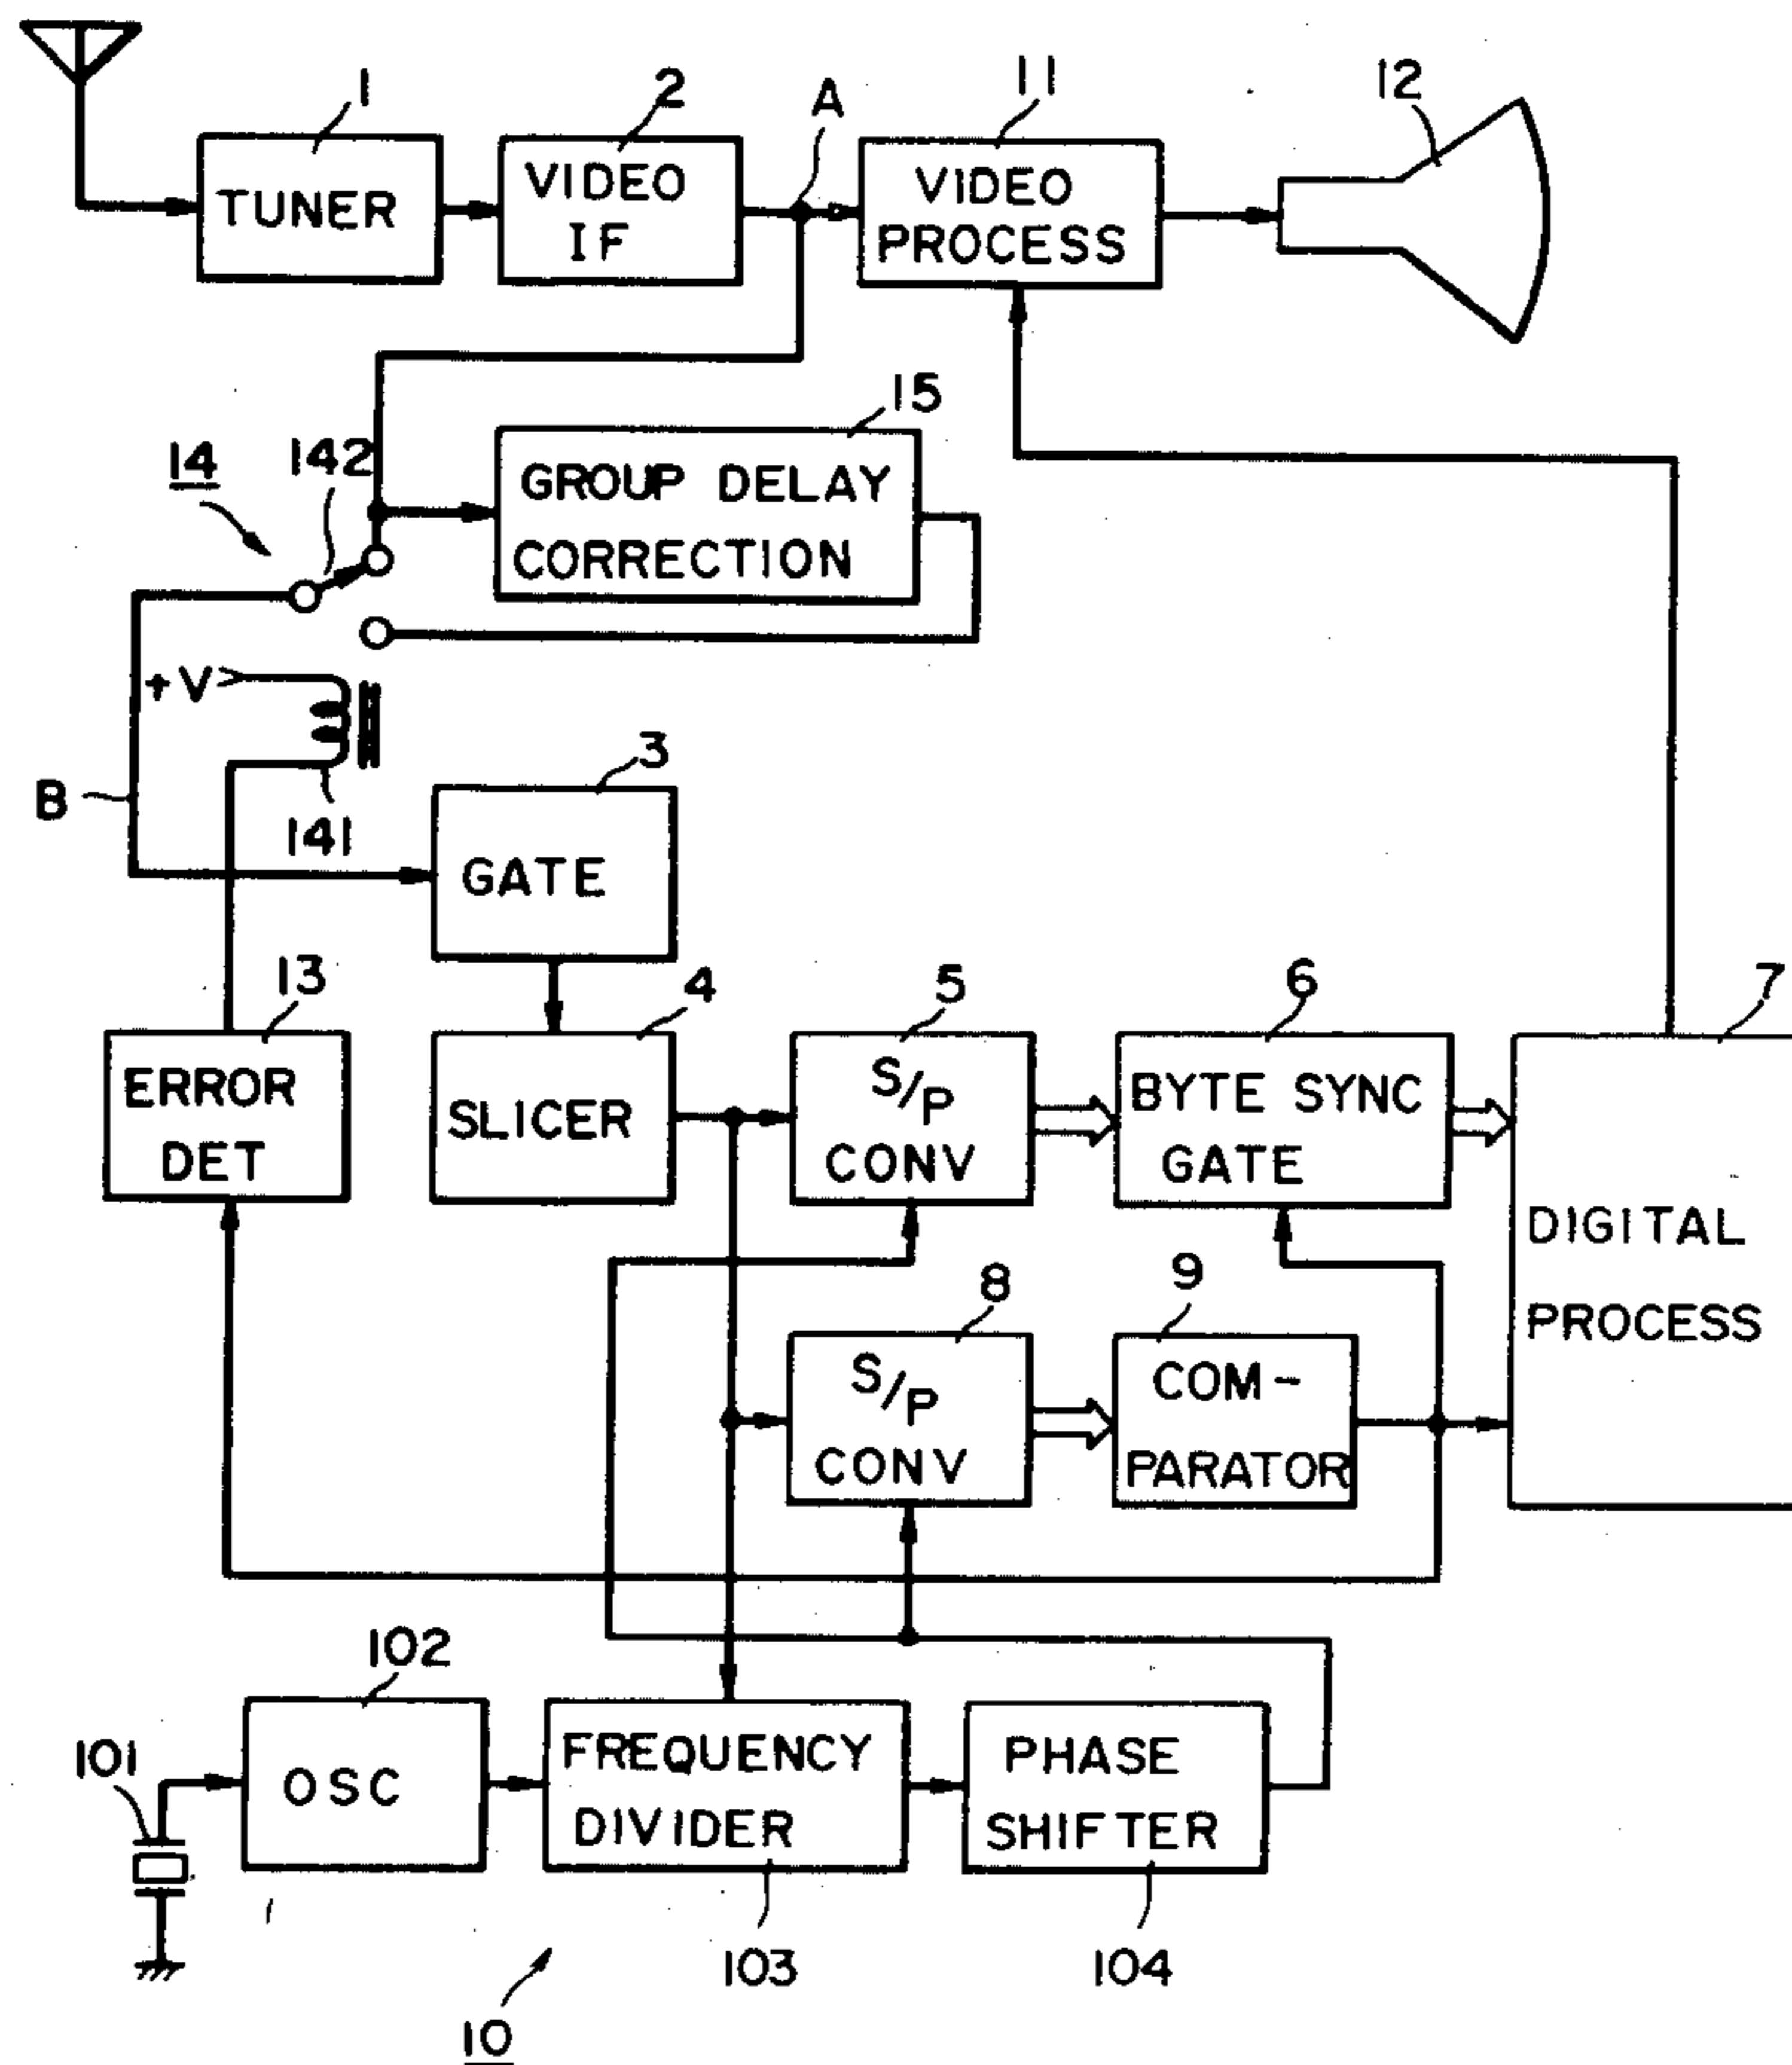 1
2
A
11
12
TUNER
VIDEO
IF
VIDEO
PROCESS
15
14
142
GROUP DELAY
CORRECTION
+V
B
141
3
GATE
13
4
5
6
7
ERROR
DET
SLICER
S/P
CONV
BYTE SYNC
GATE
DIGITAL
PROCESS
8
9
S/P
CONV
COM-
PARATOR
102
101
OSC
FREQUENCY
DIVIDER
PHASE
SHIFTER
103
104
10